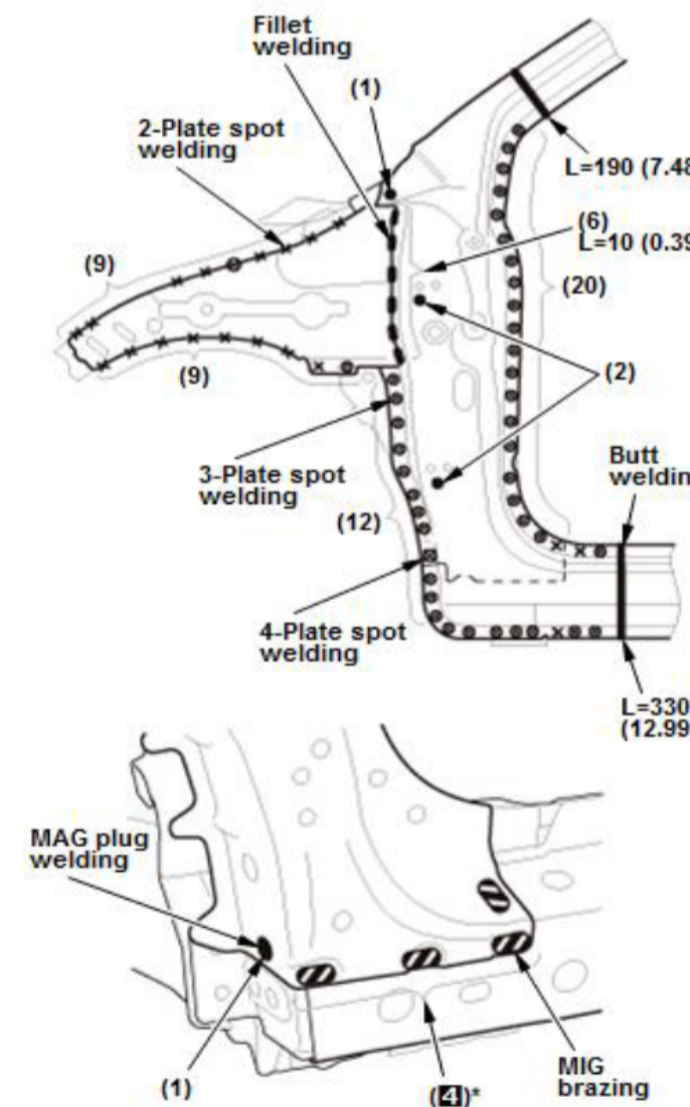 Fillet
welding
(1)
2-Plate spot
welding
L=190 (7.48
(6)
L=10 (0.39
(9)
(20)
(9)
(2)
3-Plate spot
welding
Butt
weldin
(12)
4-Plate spot
welding
L=330
(12.99
MAG plug
welding
(1)
(4)*
MIG
brazing